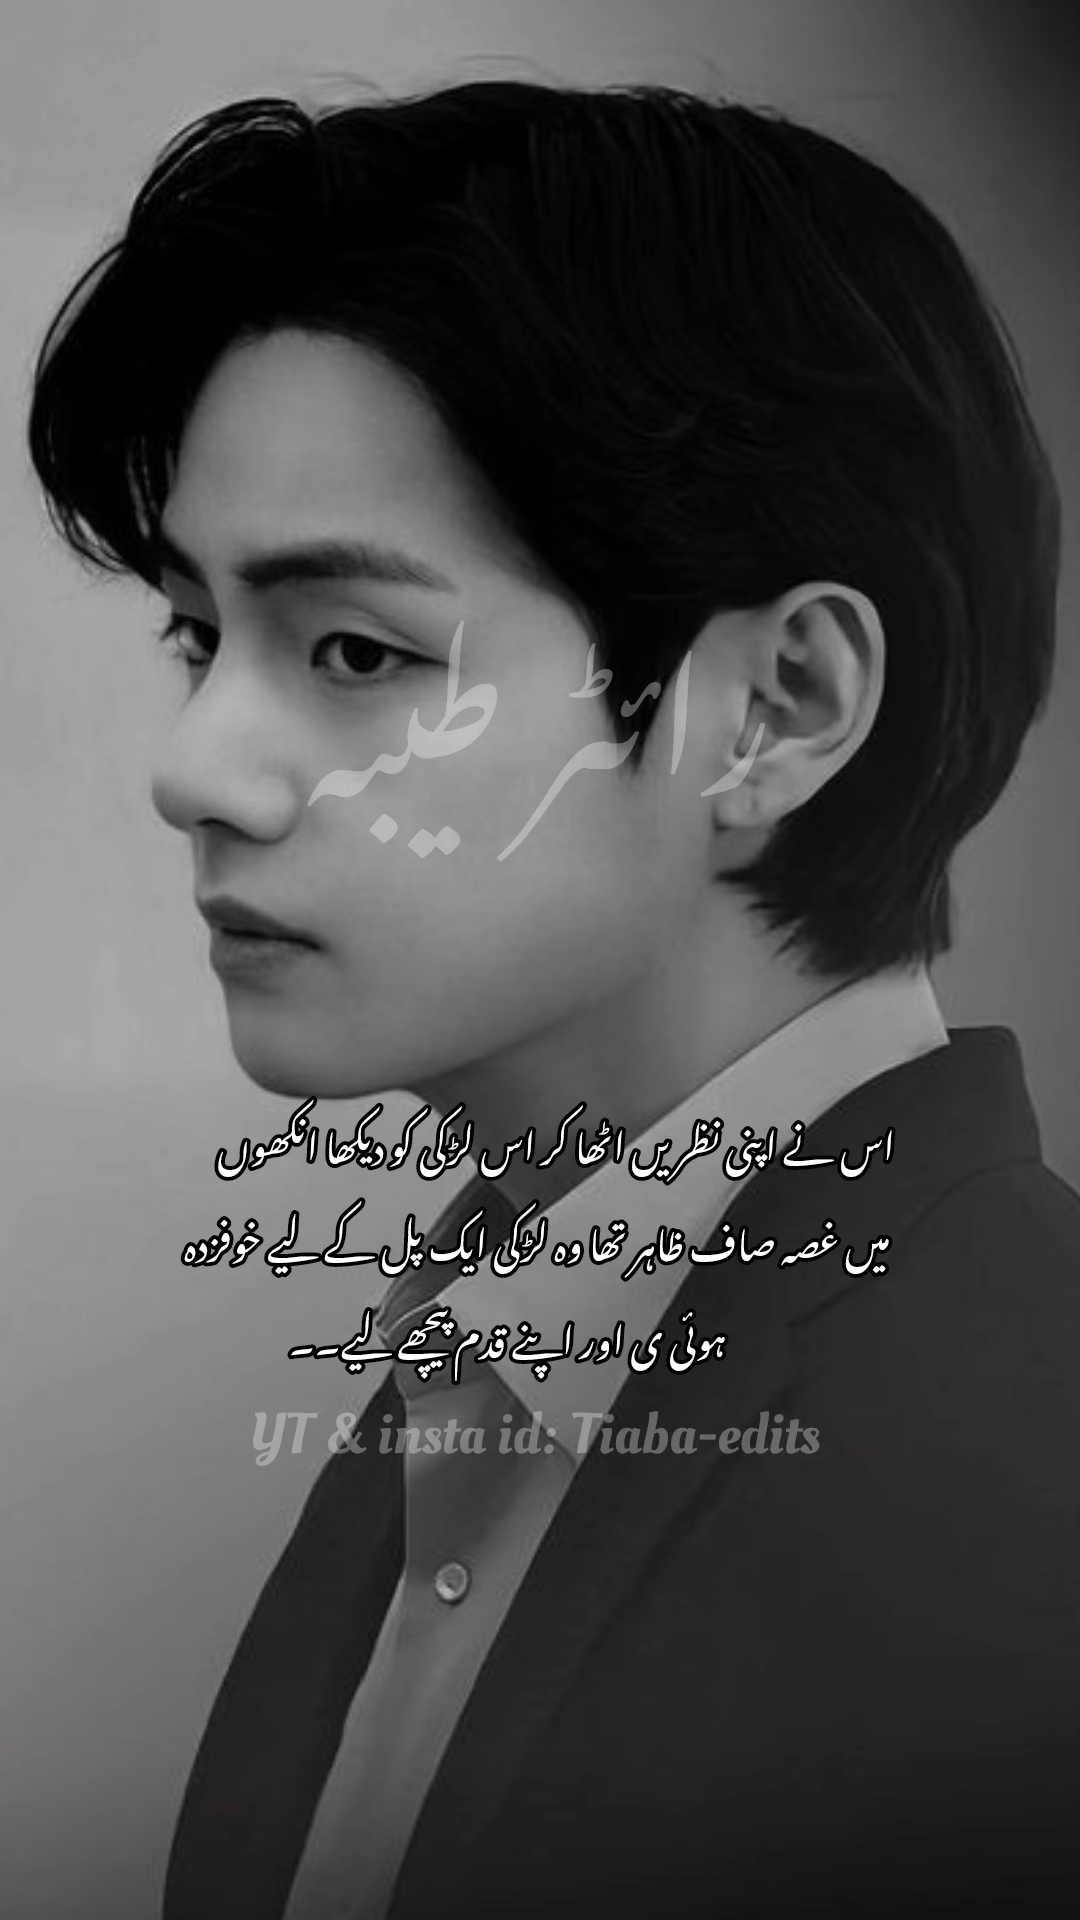 رائٹر طیبہ
اس نے اپنی نظریں اٹھا کر اس لڑکی کو دیکھا انکھوں
میں غصہ صاف ظاہر تھا وہ لڑکی ایک پل کے لیے خوفزدہ
ہوئی ی اور اپنے قدم پیچھے لیے۔۔
YT & insta id: Tiaba-edits